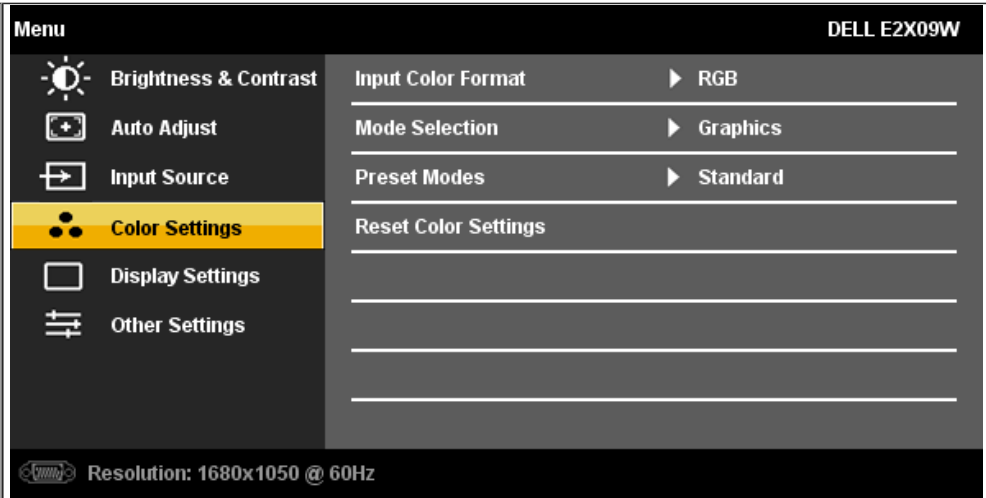 Menu DELL E2X09W
Brightness & Contrast Input Color Format RGB
Auto Adjust Mode Selection Graphics
Input Source Preset Modes Standard
Color Settings Reset Color Settings
Display Settings
Other Settings
Resolution: 1680x1050 @ 60Hz